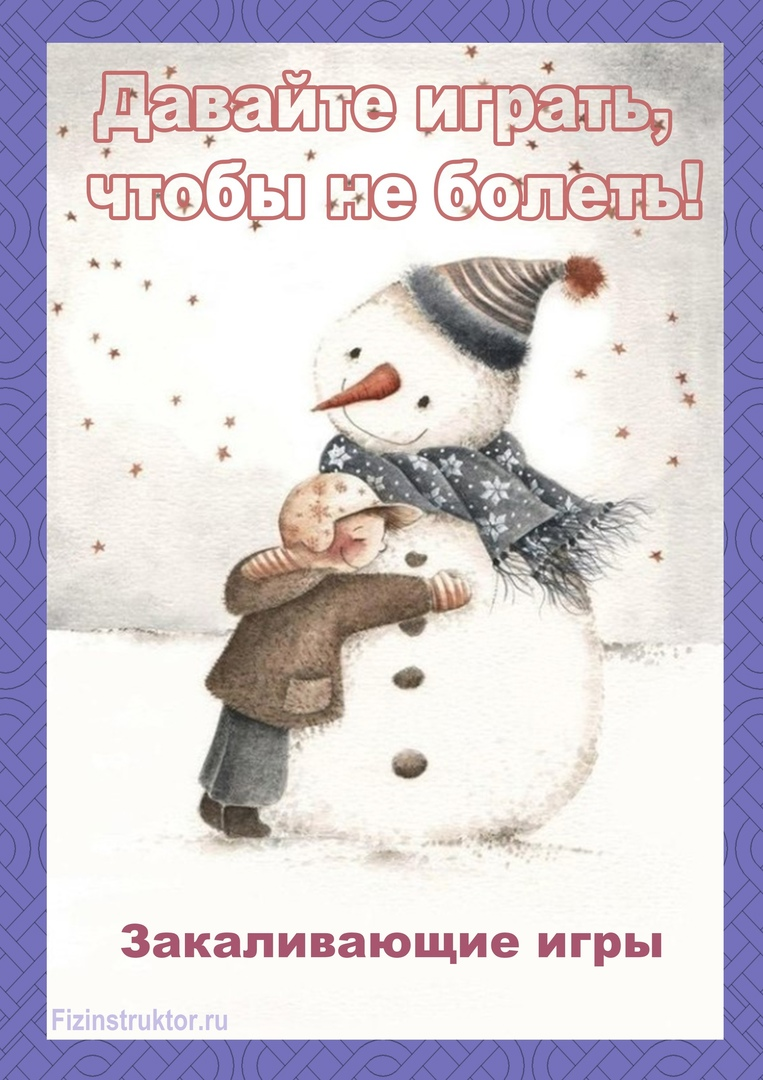 Давайте играть,
чтобы не болеть!
Закаливающие игры
Fizinstruktor.ru